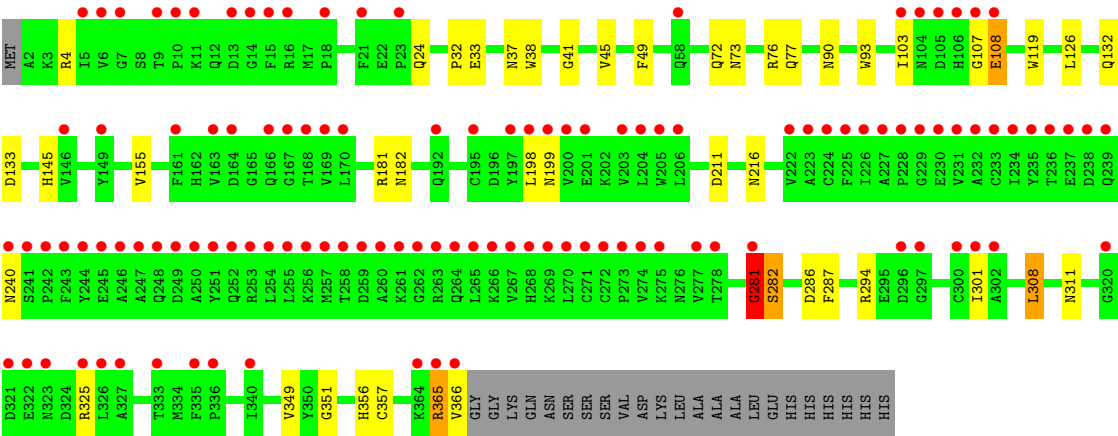 MET A2 K3 R4 I5 V6 G7 S8 T9 P10 K11 Q12 D13 G14 F15 R16 M17 P18 F21 E22 P23 Q24 P32 E33 N37 W38 G41 V45 F49 Q58 Q72 N73 R76 Q77 N90 W93 I103 N104 D105 H106 G107 E108 W119 L126 Q132
D133 H145 V146 Y149 V155 F161 H162 V163 D164 G165 Q166 G167 T168 V169 L170 R181 N182 Q192 C195 D196 Y197 L198 N199 V200 E201 K202 V203 L204 W205 L206 D211 N216 V222 A223 C224 F225 I226 A227 P228 G229 E230 V231 A232 C233 I234 Y235 T236 E237 D238 Q239
N240 S241 P242 F243 Y244 E245 A246 A247 Q248 D249 A250 Y251 Q252 R253 L254 L255 K256 M257 T258 D259 A260 K261 G262 R263 Q264 L265 K266 V267 H268 K269 L270 C271 C272 P273 V274 K275 N276 V277 T278 G281 S282 D286 F287 R294 E295 D296 G297 C300 I301 A302 L308 N311 G320
D321 E322 N323 D324 R325 L326 A327 T333 M334 F335 P336 I340 V349 Y350 G351 H356 C357 K364 R365 V366 GLY GLY LYS GLN ASN SER SER SER VAL ASP LYS LEU ALA ALA ALA LEU GLU HIS HIS HIS HIS HIS HIS